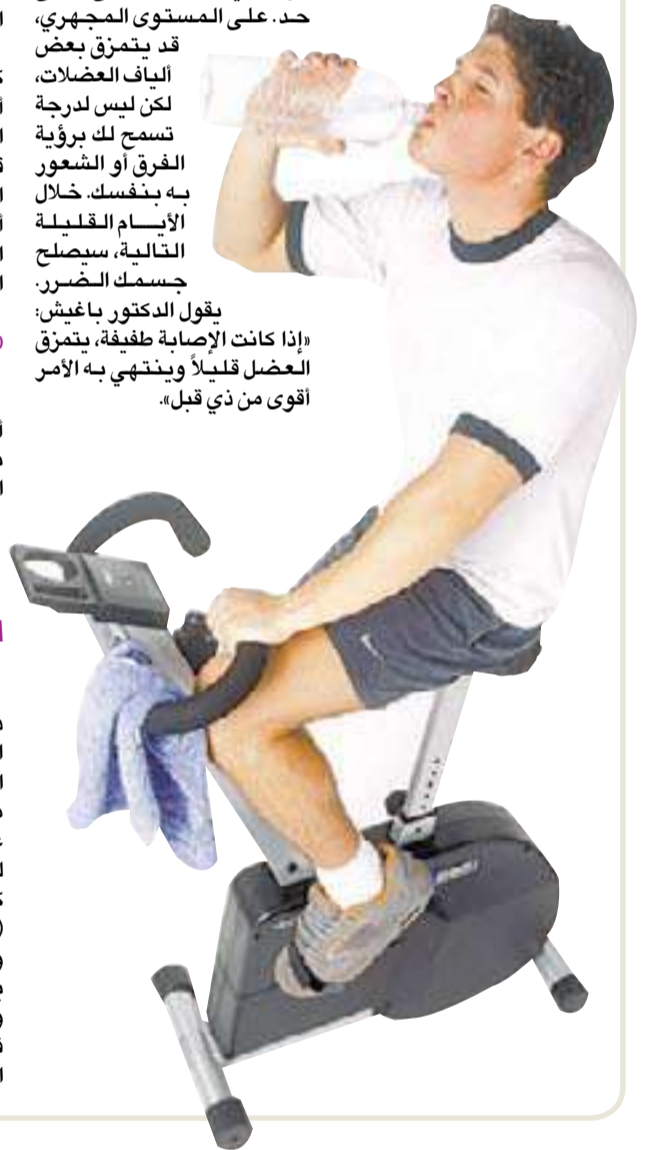 حد. على المستوى المجهري،
قد يتمزق بعض
ألياف العضلات،
لكن ليس لدرجة
تسمح لك برؤية
الفرق أو الشعور
به بنفسك. خلال
الأيام القليلة
التالية، سيصلح
جسمك الضرر.
يقول الدكتور باغيش:
«إذا كانت الإصابة طفيفة، يتمزق
العضل قليلاً وينتهي به الأمر
أقوى من ذي قبل».